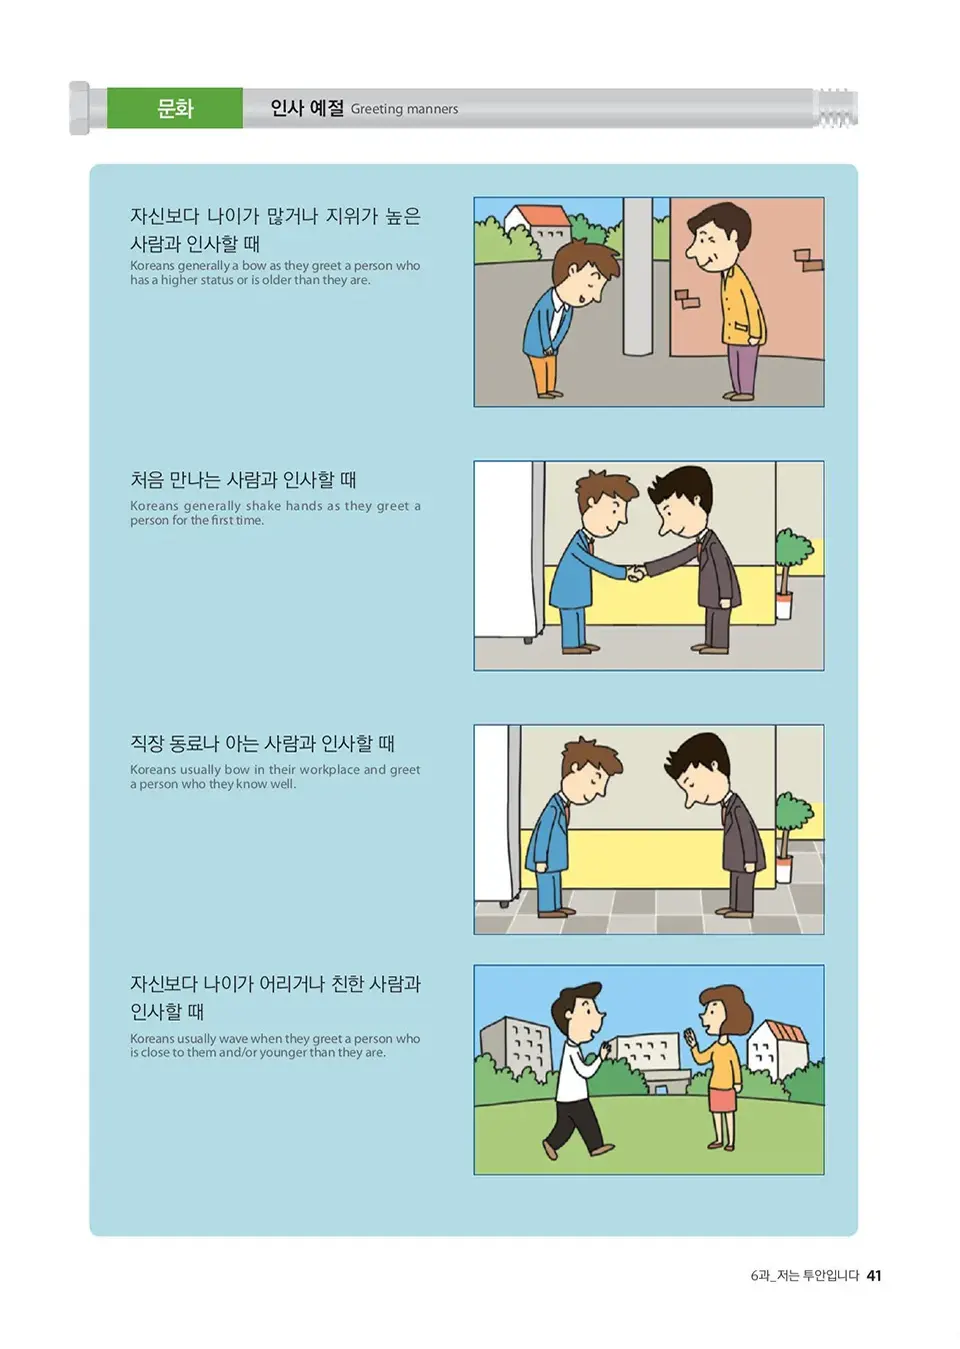 문화
인사 예절 Greeting manners
자신보다 나이가 많거나 지위가 높은
사람과 인사할 때
Koreans generally a bow as they greet a person who
has a higher status or is older than they are.
처음 만나는 사람과 인사할 때
Koreans generally shake hands as they greet a
person for the first time.
직장 동료나 아는 사람과 인사할 때
Koreans usually bow in their workplace and greet
a person who they know well.
자신보다 나이가 어리거나 친한 사람과
인사할 때
Koreans usually wave when they greet a person who
is close to them and/or younger than they are.
6과_저는 투안입니다 41